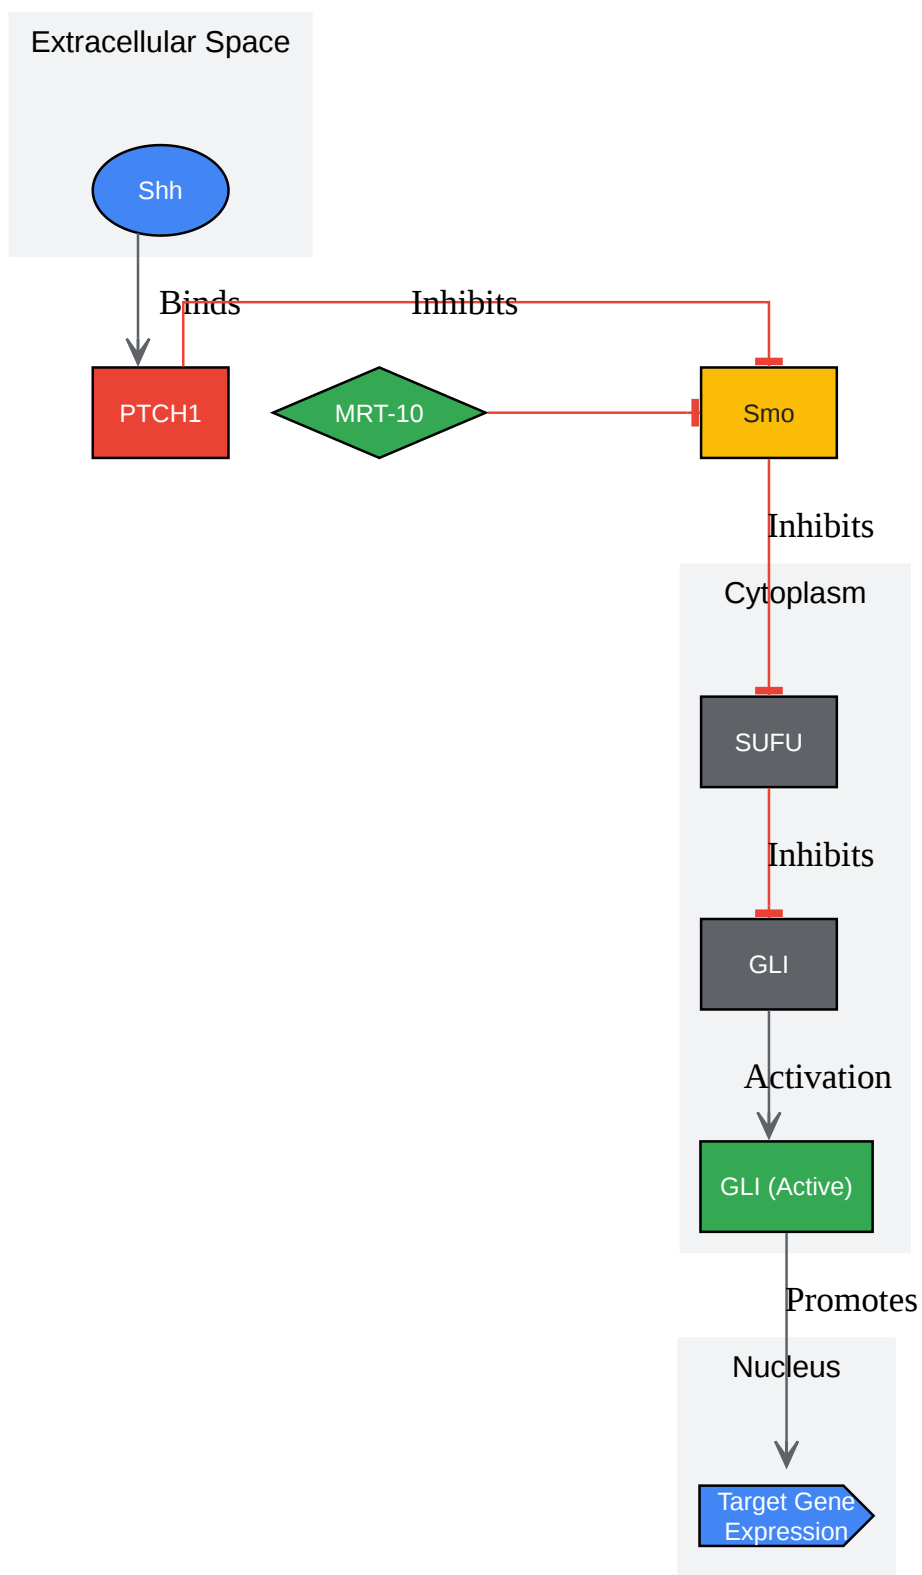 Extracellular Space
Shh
Binds
Inhibits
PTCH1
MRT-10
Smo
Inhibits
Cytoplasm
SUFU
Inhibits
GLI
Activation
GLI (Active)
Promotes
Nucleus
Target Gene
Expression